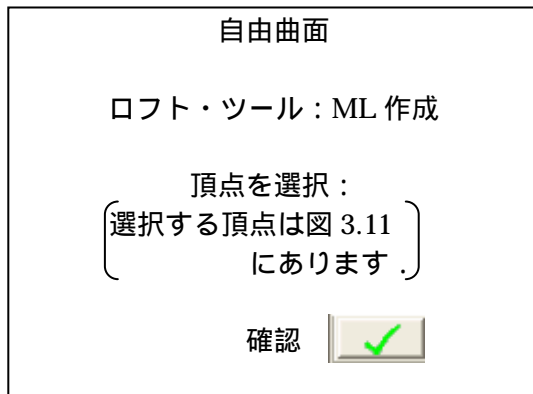 自由曲面
ロフト・ツール：ML 作成
頂点を選択：
選択する頂点は図 3.11
にあります．
確認